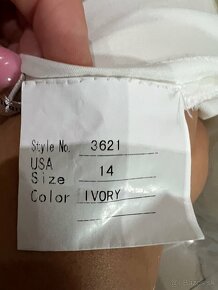 Style No. 3621
USA
Size 14
Color IVORY